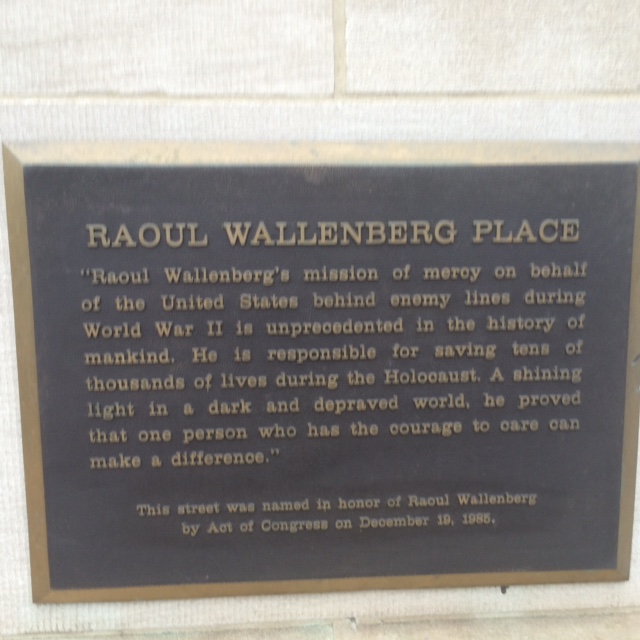 RAOUL WALLENBERG PLACE
"Raoul Wallenberg's mission of mercy on behalf
of the United States behind enemy lines during
World War II is unprecedented in the history of
mankind. He is responsible for saving tens of
thousands of lives during the Holocaust. A shining
light in a dark and depraved world, he proved
that one person who has the courage to care can
make a difference."
This street was named in honor of Raoul Wallenberg
by Act of Congress on December 19, 1985.